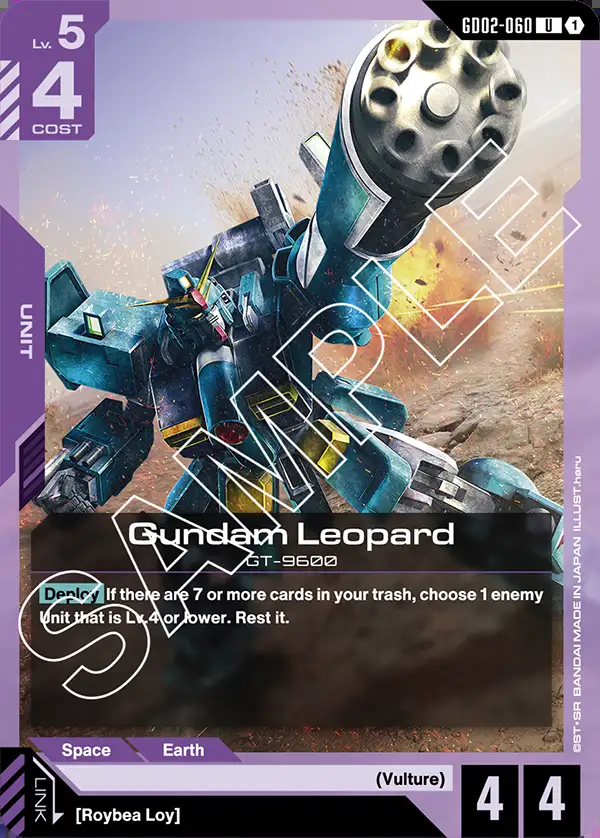 GD02-060 U 1
Lv. 5
4
COST
UNIT
SAMPLE
Gundam Leopard
GT-9600
Deploy If there are 7 or more cards in your trash, choose 1 enemy
Unit that is Lv.4 or lower. Rest it.
©ST・SR BANDAI MADE IN JAPAN ILLUST.haru
Space Earth
(Vulture)
LINK
[Roybea Loy]
4 4